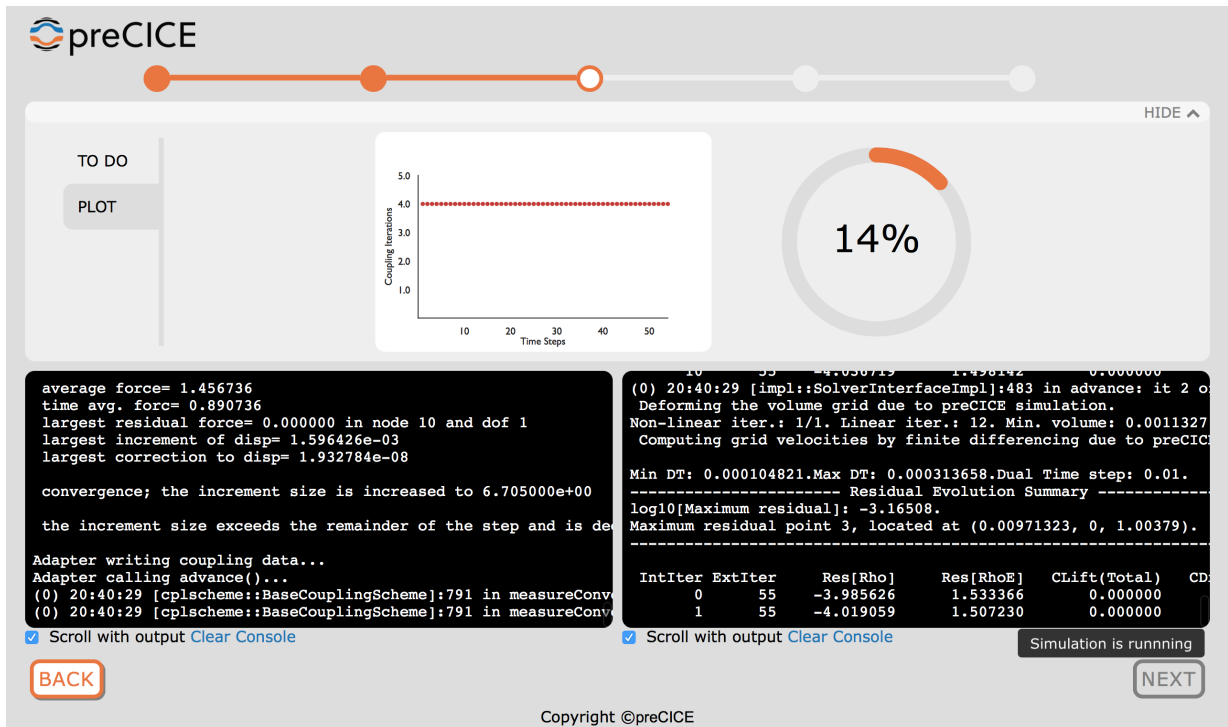 preCICE
HIDE
TO DO
PLOT
5.0
4.0
3.0
2.0
1.0
Coupling Iterations
10 20 30 40 50
Time Steps
14%
average force= 1.456736
time avg. forc= 0.890736
largest residual force= 0.000000 in node 10 and dof 1
largest increment of disp= 1.596426e-03
largest correction to disp= 1.932784e-08
convergence; the increment size is increased to 6.705000e+00
the increment size exceeds the remainder of the step and is de
Adapter writing coupling data...
Adapter calling advance()...
(0) 20:40:29 [cplscheme::BaseCouplingScheme]:791 in measureConv
(0) 20:40:29 [cplscheme::BaseCouplingScheme]:791 in measureConv
Scroll with output Clear Console
10 55 -4.056719 1.498142 0.000000
(0) 20:40:29 [impl::SolverInterfaceImpl]:483 in advance: it 2 o
Deforming the volume grid due to preCICE simulation.
Non-linear iter.: 1/1. Linear iter.: 12. Min. volume: 0.0011327
Computing grid velocities by finite differencing due to preCIC
Min DT: 0.000104821.Max DT: 0.000313658.Dual Time step: 0.01.
----------------------- Residual Evolution Summary ------------
log10[Maximum residual]: -3.16508.
Maximum residual point 3, located at (0.00971323, 0, 1.00379).
---------------------------------------------------------------
IntIter ExtIter Res[Rho] Res[RhoE] CLift(Total) CD
0 55 -3.985626 1.533366 0.000000
1 55 -4.019059 1.507230 0.000000
Scroll with output Clear Console
Simulation is runnning
BACK
NEXT
Copyright ©preCICE